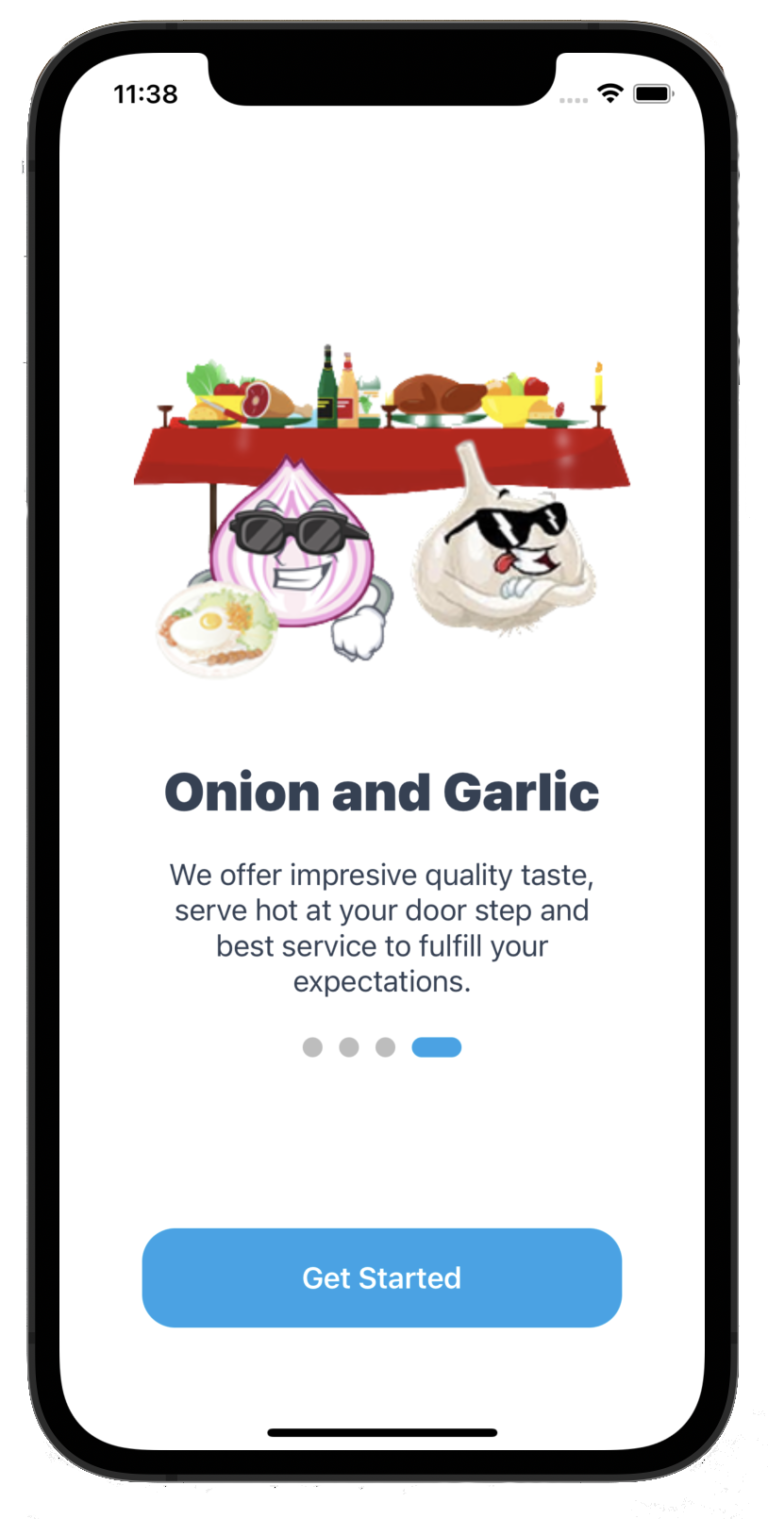 11:38
Onion and Garlic
We offer impresive quality taste,
serve hot at your door step and
best service to fulfill your
expectations.
Get Started